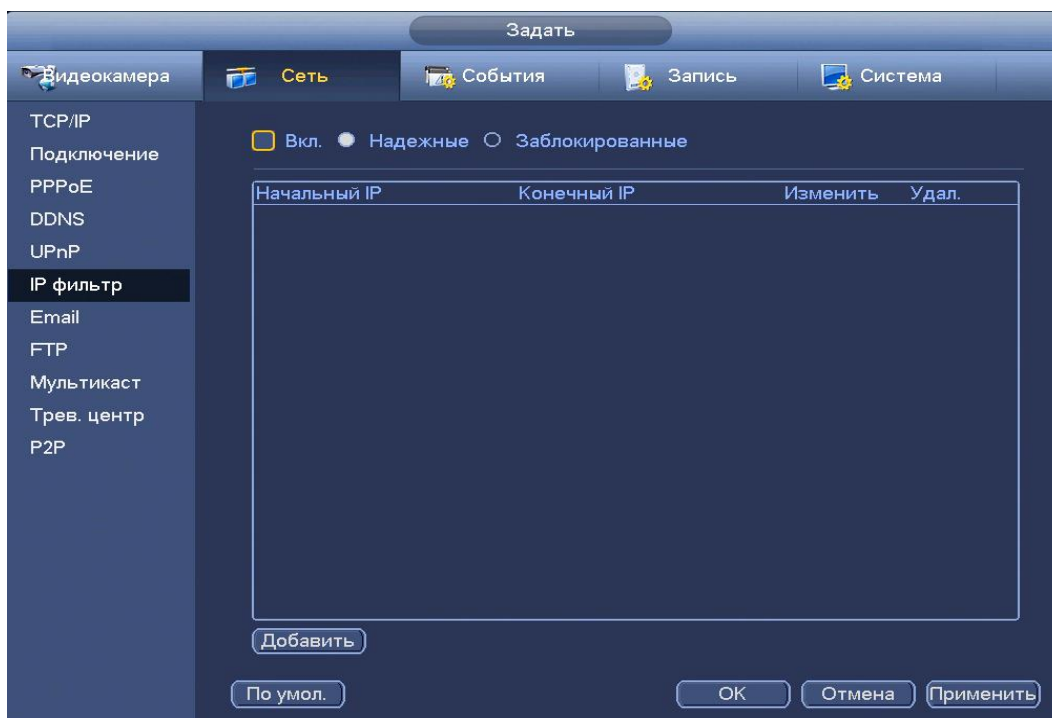 Задать
Видеокамера Сеть События Запись Система
TCP/IP
Подключение
PPPoE
DDNS
UPnP
IP фильтр
Email
FTP
Мультикаст
Трев. центр
P2P
Вкл. Надежные Заблокированные
Начальный IP Конечный IP Изменить Удал.
Добавить
По умол. OK Отмена Применить